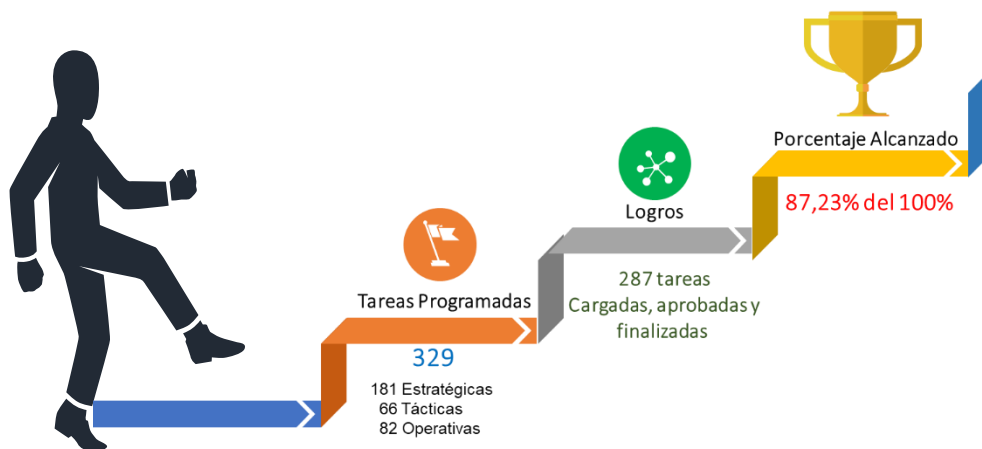 Porcentaje Alcanzado
87,23% del 100%
Logros
287 tareas
Cargadas, aprobadas y
finalizadas
Tareas Programadas
329
181 Estratégicas
66 Tácticas
82 Operativas